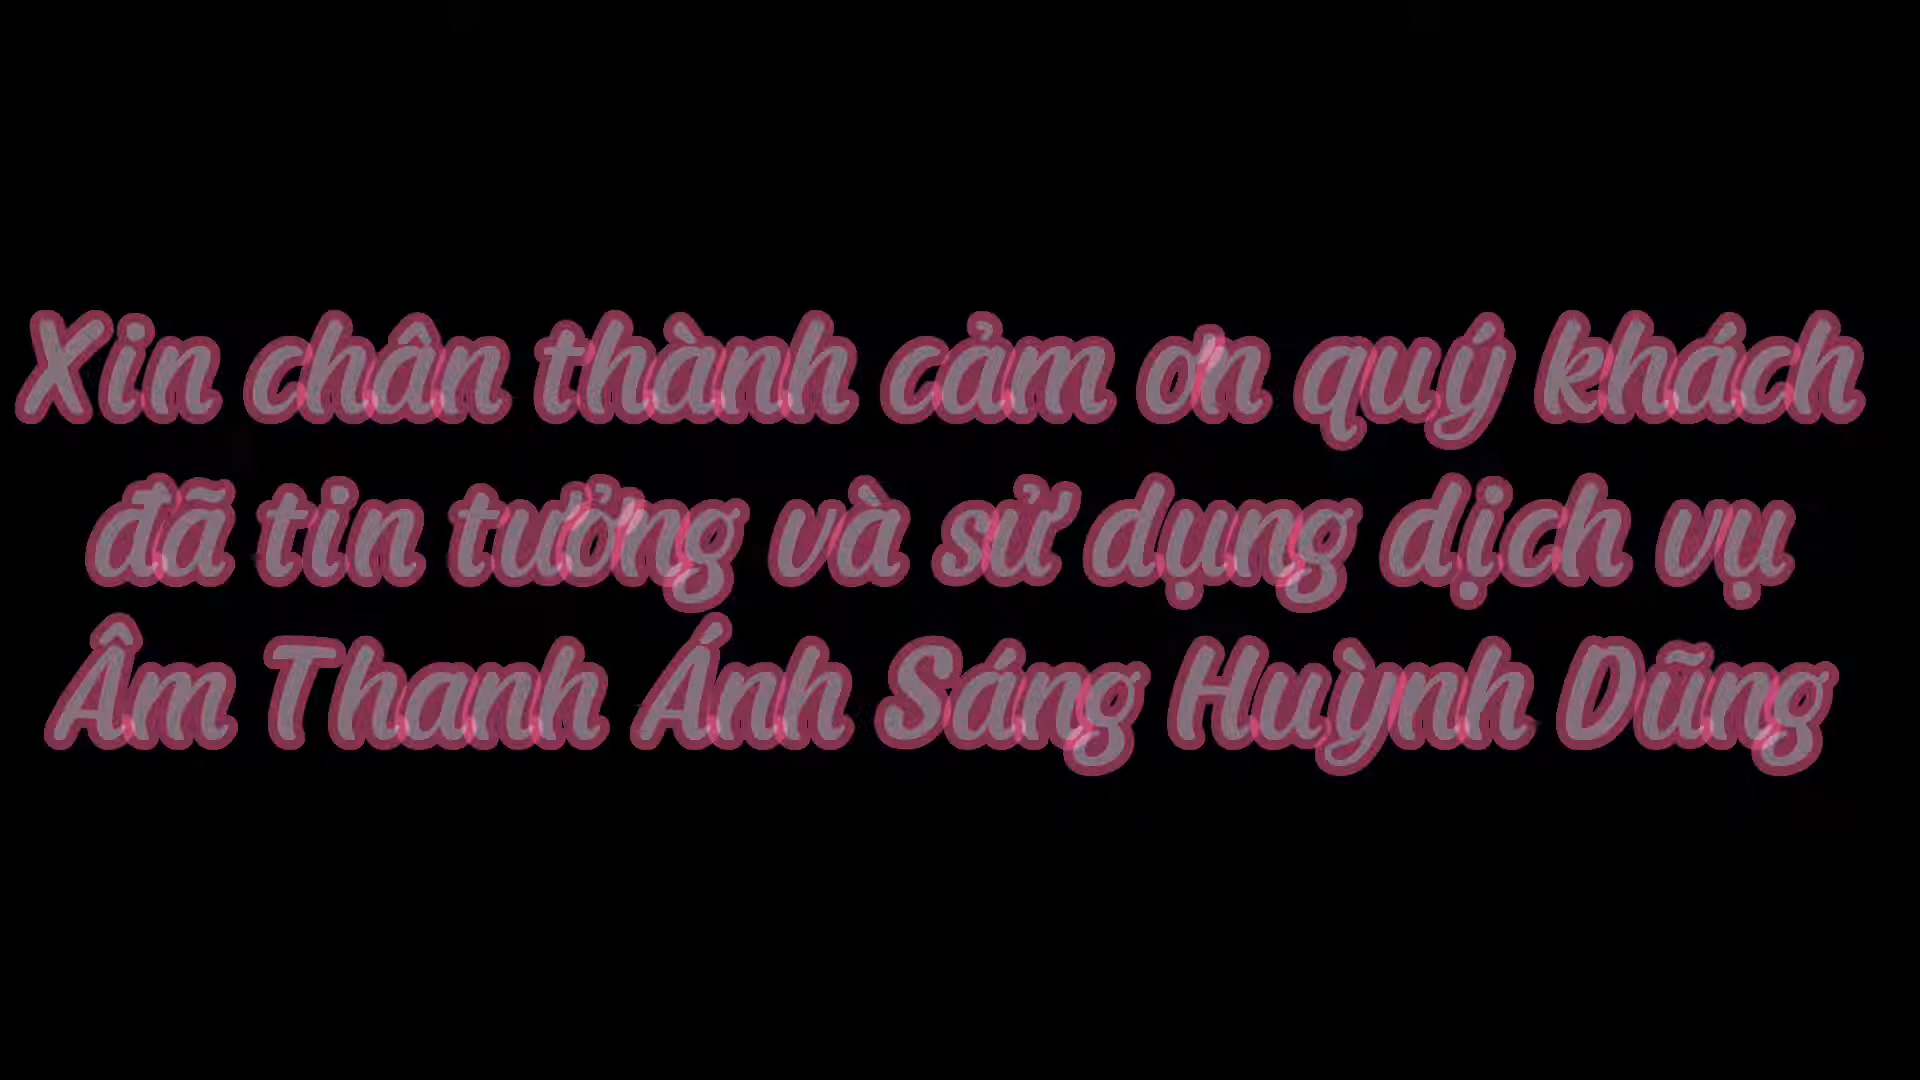 Xin chân thành cảm ơn quý khách
đã tin tưởng và sử dụng dịch vụ
Âm Thanh Ánh Sáng Huỳnh Dũng